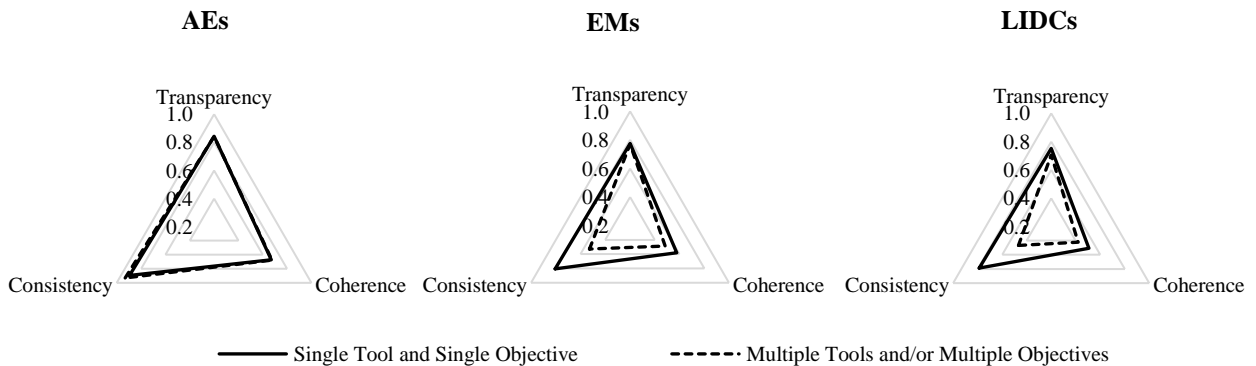 AEs
EMs
LIDCs
Transparency
1.0
0.8
0.6
0.4
0.2
Consistency
Coherence
Transparency
1.0
0.8
0.6
0.4
0.2
Consistency
Coherence
Transparency
1.0
0.8
0.6
0.4
0.2
Consistency
Coherence
Single Tool and Single Objective
Multiple Tools and/or Multiple Objectives